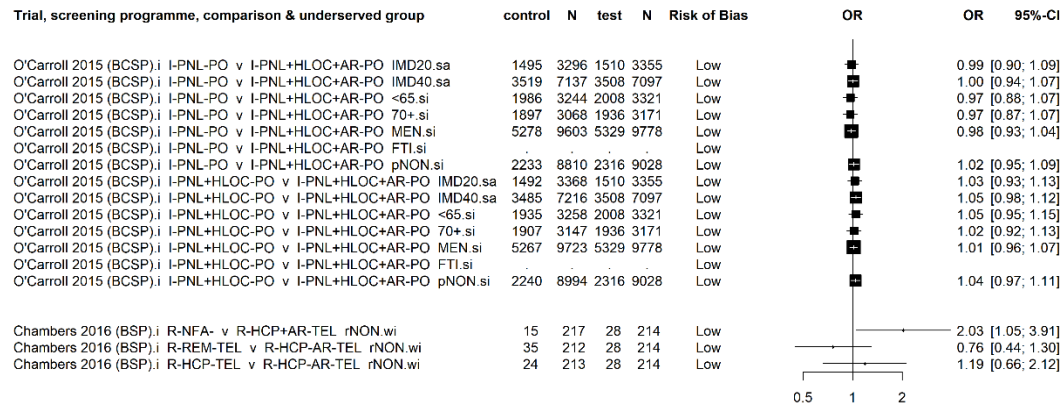 Trial, screening programme, comparison & underserved group control N test N Risk of Bias OR OR 95%-CI
O'Carroll 2015 (BCSP).i I-PNL-PO v I-PNL+HLOC+AR-PO IMD20.sa 1495 3296 1510 3355 Low 0.99 [0.90; 1.09]
O'Carroll 2015 (BCSP).i I-PNL-PO v I-PNL+HLOC+AR-PO IMD40.sa 3519 7137 3508 7097 Low 1.00 [0.94; 1.07]
O'Carroll 2015 (BCSP).i I-PNL-PO v I-PNL+HLOC+AR-PO <65.si 1986 3244 2008 3321 Low 0.97 [0.88; 1.07]
O'Carroll 2015 (BCSP).i I-PNL-PO v I-PNL+HLOC+AR-PO 70+.si 1897 3068 1936 3171 Low 0.97 [0.87; 1.07]
O'Carroll 2015 (BCSP).i I-PNL-PO v I-PNL+HLOC+AR-PO MEN.si 5278 9603 5329 9778 Low 0.98 [0.93; 1.04]
O'Carroll 2015 (BCSP).i I-PNL-PO v I-PNL+HLOC+AR-PO FTI.si . . . . Low
O'Carroll 2015 (BCSP).i I-PNL-PO v I-PNL+HLOC+AR-PO pNON.si 2233 8810 2316 9028 Low 1.02 [0.95; 1.09]
O'Carroll 2015 (BCSP).i I-PNL+HLOC-PO v I-PNL+HLOC+AR-PO IMD20.sa 1492 3368 1510 3355 Low 1.03 [0.93; 1.13]
O'Carroll 2015 (BCSP).i I-PNL+HLOC-PO v I-PNL+HLOC+AR-PO IMD40.sa 3485 7216 3508 7097 Low 1.05 [0.98; 1.12]
O'Carroll 2015 (BCSP).i I-PNL+HLOC-PO v I-PNL+HLOC+AR-PO <65.si 1935 3258 2008 3321 Low 1.05 [0.95; 1.15]
O'Carroll 2015 (BCSP).i I-PNL+HLOC-PO v I-PNL+HLOC+AR-PO 70+.si 1907 3147 1936 3171 Low 1.02 [0.92; 1.13]
O'Carroll 2015 (BCSP).i I-PNL+HLOC-PO v I-PNL+HLOC+AR-PO MEN.si 5267 9723 5329 9778 Low 1.01 [0.96; 1.07]
O'Carroll 2015 (BCSP).i I-PNL+HLOC-PO v I-PNL+HLOC+AR-PO FTI.si . . . . Low
O'Carroll 2015 (BCSP).i I-PNL+HLOC-PO v I-PNL+HLOC+AR-PO pNON.si 2240 8994 2316 9028 Low 1.04 [0.97; 1.11]
Chambers 2016 (BSP).i R-NFA- v R-HCP+AR-TEL rNON.wi 15 217 28 214 Low 2.03 [1.05; 3.91]
Chambers 2016 (BSP).i R-REM-TEL v R-HCP-AR-TEL rNON.wi 35 212 28 214 Low 0.76 [0.44; 1.30]
Chambers 2016 (BSP).i R-HCP-TEL v R-HCP-AR-TEL rNON.wi 24 213 28 214 Low 1.19 [0.66; 2.12]
0.5 1 2